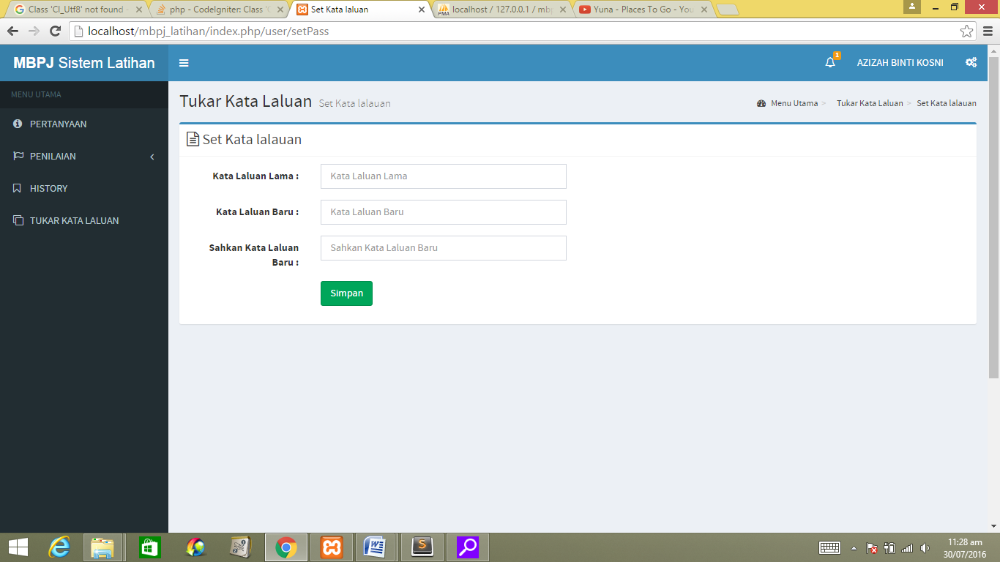 Class 'CI_Utf8' not found -
php - CodeIgniter: Class 'C
Set Kata laluan
localhost / 127.0.0.1 / mbp
Yuna - Places To Go - You
localhost/mbpj_latihan/index.php/user/setPass
MBPJ Sistem Latihan
1
AZIZAH BINTI KOSNI
MENU UTAMA
PERTANYAAN
PENILAIAN
HISTORY
TUKAR KATA LALUAN
Tukar Kata Laluan Set Kata lalauan
Menu Utama > Tukar Kata Laluan > Set Kata lalauan
Set Kata lalauan
Kata Laluan Lama : Kata Laluan Lama
Kata Laluan Baru : Kata Laluan Baru
Sahkan Kata Laluan
Baru :
Sahkan Kata Laluan Baru
Simpan
11:28 am
30/07/2016